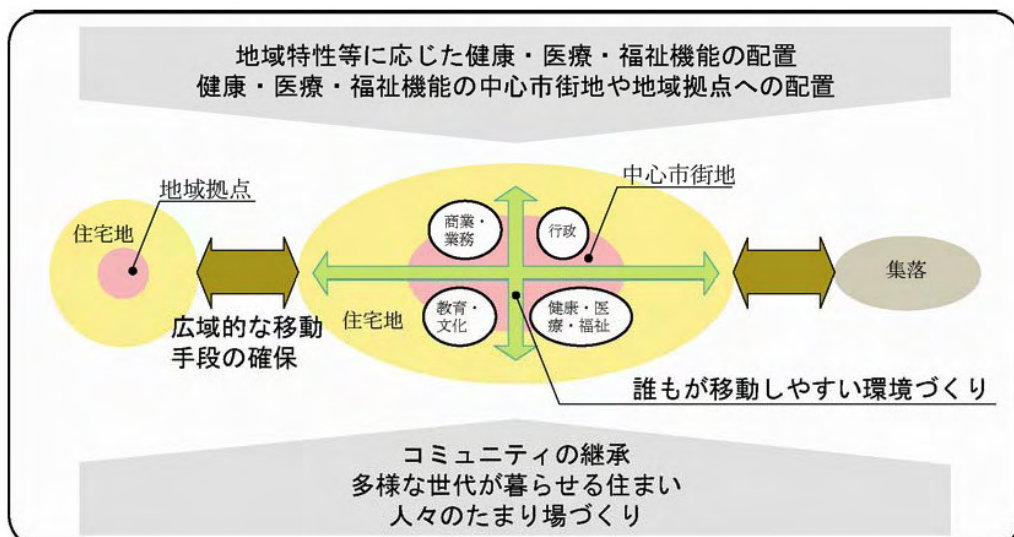 地域特性等に応じた健康・医療・福祉機能の配置
健康・医療・福祉機能の中心市街地や地域拠点への配置
地域拠点
中心市街地
住宅地
商業・
業務
行政
集落
教育・
文化
健康・医
療・福祉
住宅地
広域的な移動
手段の確保
誰もが移動しやすい環境づくり
コミュニティの継承
多様な世代が暮らせる住まい
人々のたまり場づくり